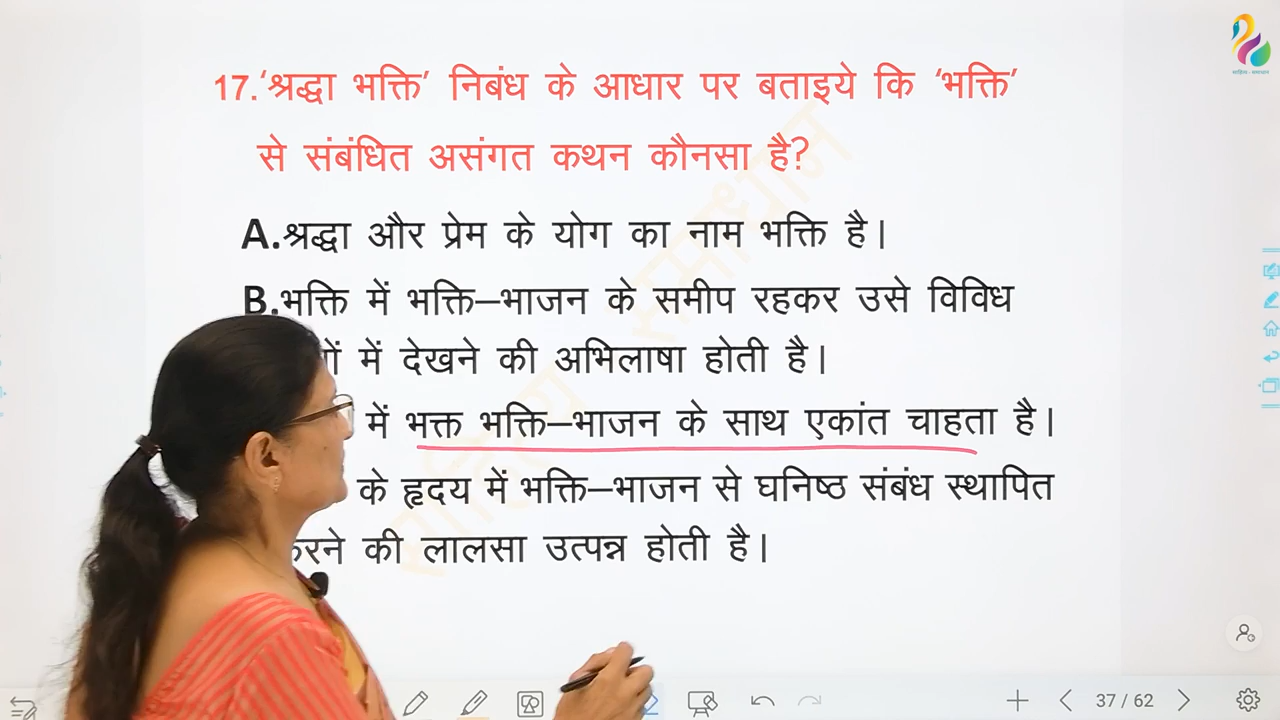 17. ‘श्रद्धा भक्ति’ निबंध के आधार पर बताइये कि ‘भक्ति’
से संबंधित असंगत कथन कौनसा है?
A.श्रद्धा और प्रेम के योग का नाम भक्ति है।
B.भक्ति में भक्ति–भाजन के समीप रहकर उसे विविध
में देखने की अभिलाषा होती है।
में भक्त भक्ति–भाजन के साथ एकांत चाहता है।
के हृदय में भक्ति–भाजन से घनिष्ठ संबंध स्थापित
की लालसा उत्पन्न होती है।
साहित्य समाधान
37 / 62